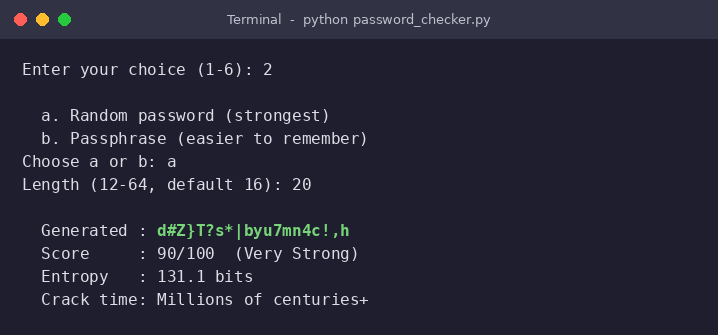 Terminal - python password_checker.py
Enter your choice (1-6): 2
a. Random password (strongest)
b. Passphrase (easier to remember)
Choose a or b: a
Length (12-64, default 16): 20
Generated : d#Z}T?s*|byu7mn4c!,h
Score : 90/100 (Very Strong)
Entropy : 131.1 bits
Crack time: Millions of centuries+